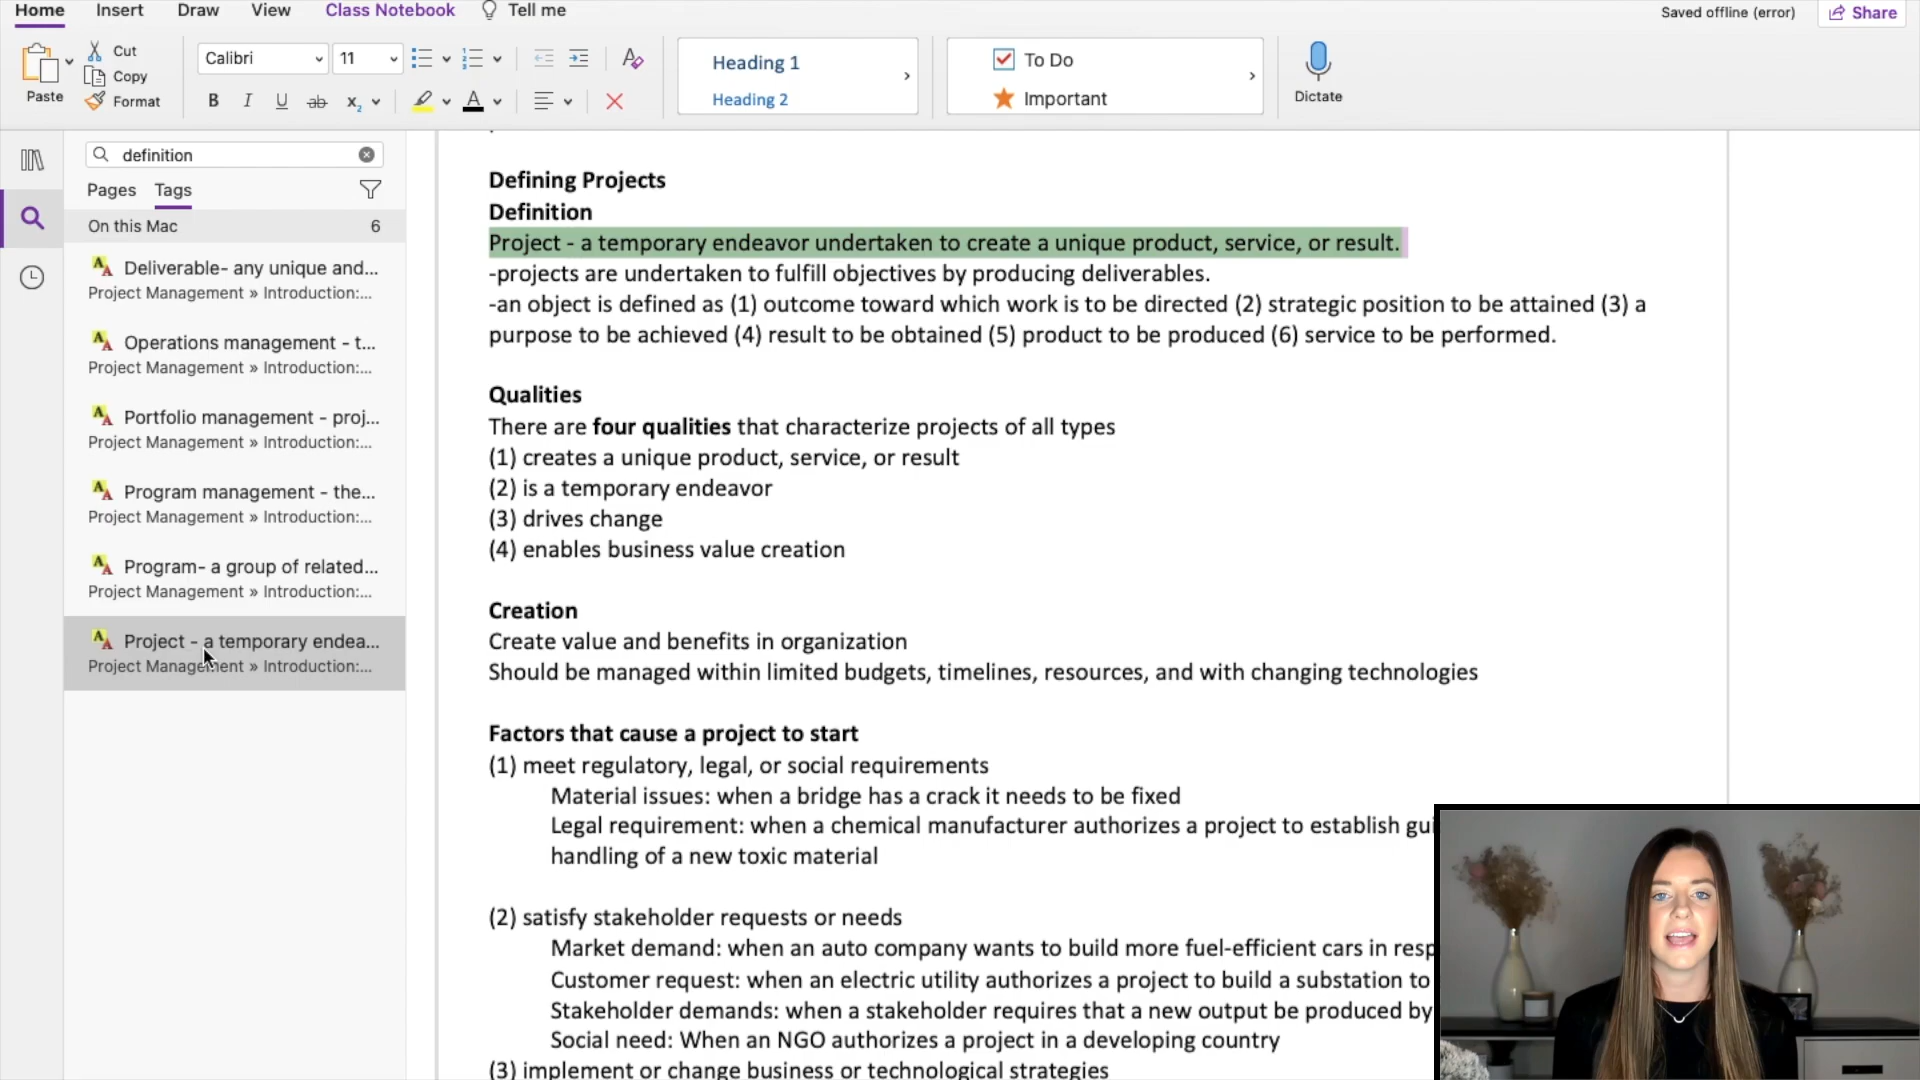 Home Insert Draw View Class Notebook Tell me
Saved offline (error) Share
Paste
Cut
Copy
Format
Calibri 11
B I U ab x2 A
Heading 1
Heading 2
To Do
Important
Dictate
definition
Pages Tags
On this Mac 6
Deliverable- any unique and...
Project Management » Introduction:...
Operations management - t...
Project Management » Introduction:...
Portfolio management - proj...
Project Management » Introduction:...
Program management - the...
Project Management » Introduction:...
Program- a group of related...
Project Management » Introduction:...
Project - a temporary endea...
Project Management » Introduction:...
Defining Projects
Definition
Project - a temporary endeavor undertaken to create a unique product, service, or result.
-projects are undertaken to fulfill objectives by producing deliverables.
-an object is defined as (1) outcome toward which work is to be directed (2) strategic position to be attained (3) a
purpose to be achieved (4) result to be obtained (5) product to be produced (6) service to be performed.
Qualities
There are four qualities that characterize projects of all types
(1) creates a unique product, service, or result
(2) is a temporary endeavor
(3) drives change
(4) enables business value creation
Creation
Create value and benefits in organization
Should be managed within limited budgets, timelines, resources, and with changing technologies
Factors that cause a project to start
(1) meet regulatory, legal, or social requirements
Material issues: when a bridge has a crack it needs to be fixed
Legal requirement: when a chemical manufacturer authorizes a project to establish gui
handling of a new toxic material
(2) satisfy stakeholder requests or needs
Market demand: when an auto company wants to build more fuel-efficient cars in resp
Customer request: when an electric utility authorizes a project to build a substation to
Stakeholder demands: when a stakeholder requires that a new output be produced by
Social need: When an NGO authorizes a project in a developing country
(3) implement or change business or technological strategies